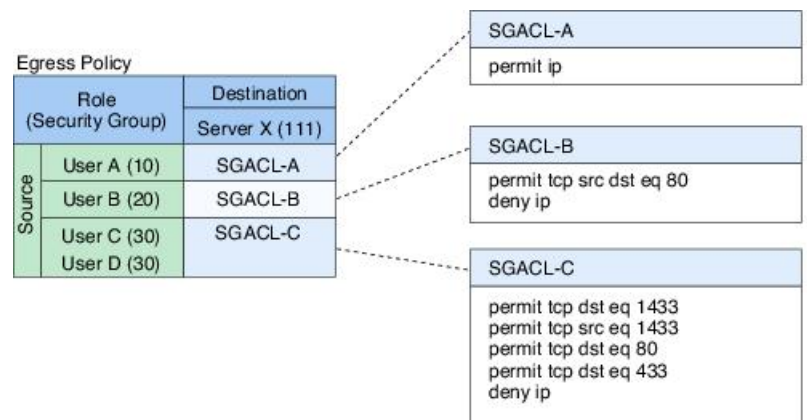 Egress Policy
Role
(Security Group)
Destination
Server X (111)
Source
User A (10)
SGACL-A
User B (20)
SGACL-B
User C (30)
User D (30)
SGACL-C
SGACL-A
permit ip
SGACL-B
permit tcp src dst eq 80
deny ip
SGACL-C
permit tcp dst eq 1433
permit tcp src eq 1433
permit tcp dst eq 80
permit tcp dst eq 433
deny ip